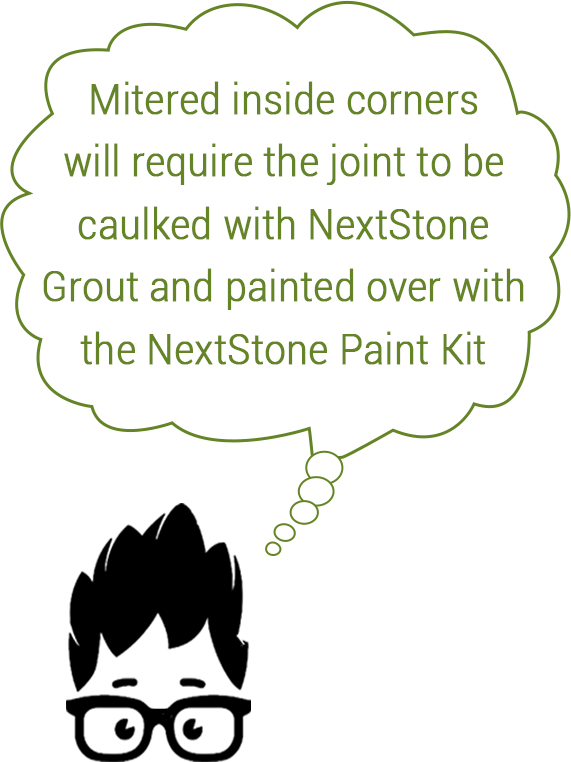 Mitered inside corners
will require the joint to be
caulked with NextStone
Grout and painted over with
the NextStone Paint Kit